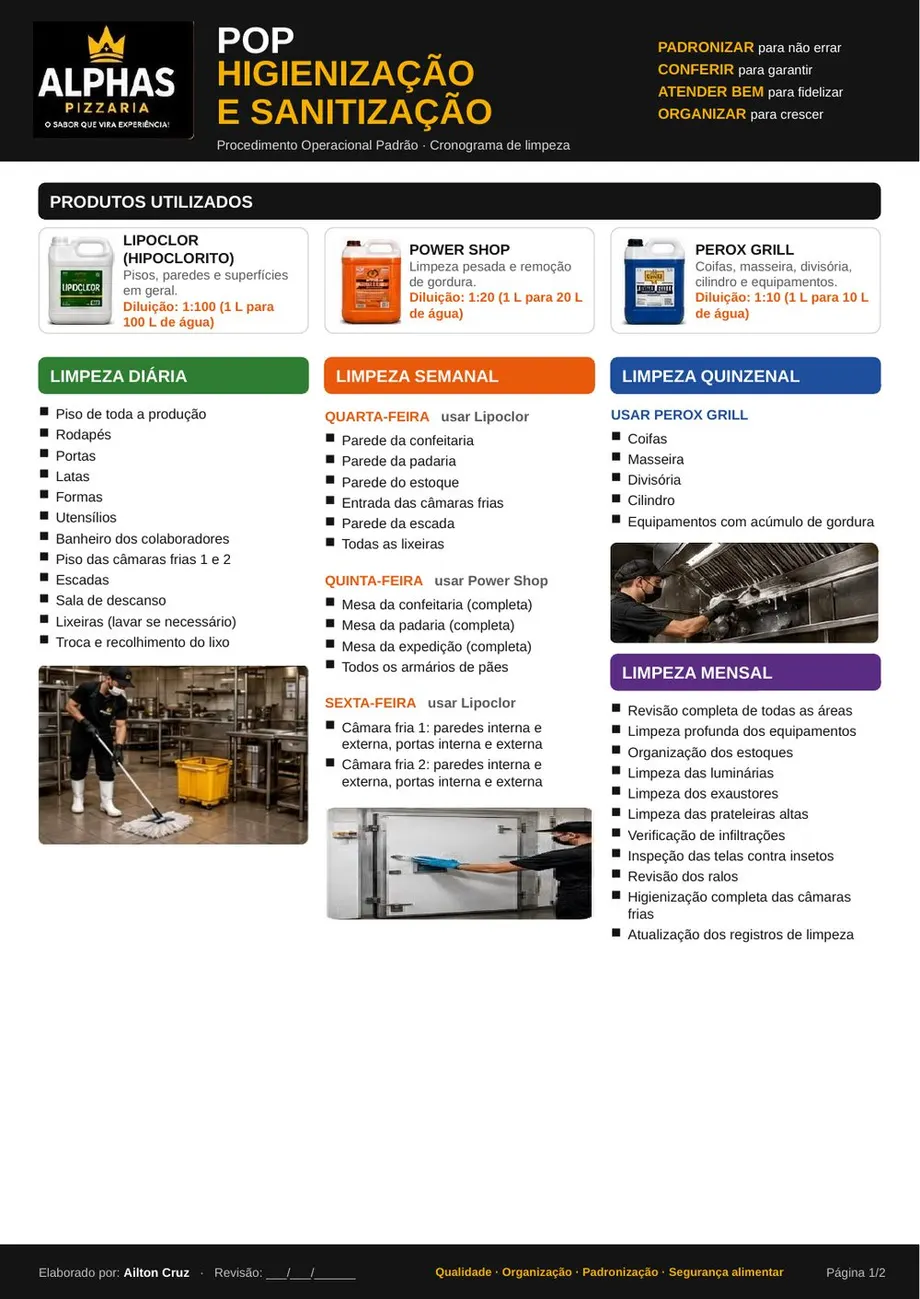 ALPHAS
PIZZARIA
O SABOR QUE VIRA EXPERIÊNCIA!
POP
HIGIENIZAÇÃO
E SANITIZAÇÃO
Procedimento Operacional Padrão · Cronograma de limpeza
PADRONIZAR para não errar
CONFERIR para garantir
ATENDER BEM para fidelizar
ORGANIZAR para crescer
PRODUTOS UTILIZADOS
LIPOCLOR
(HIPOCLORITO)
Pisos, paredes e superfícies
em geral.
Diluição: 1:100 (1 L para
100 L de água)
LIPOCLOR
POWER SHOP
Limpeza pesada e remoção
de gordura.
Diluição: 1:20 (1 L para 20 L
de água)
PEROX GRILL
Coifas, masseira, divisória,
cilindro e equipamentos.
Diluição: 1:10 (1 L para 10 L
de água)
LIMPEZA DIÁRIA
■ Piso de toda a produção
■ Rodapés
■ Portas
■ Latas
■ Formas
■ Utensílios
■ Banheiro dos colaboradores
■ Piso das câmaras frias 1 e 2
■ Escadas
■ Sala de descanso
■ Lixeiras (lavar se necessário)
■ Troca e recolhimento do lixo
LIMPEZA SEMANAL
QUARTA-FEIRA usar Lipoclor
■ Parede da confeitaria
■ Parede da padaria
■ Parede do estoque
■ Entrada das câmaras frias
■ Parede da escada
■ Todas as lixeiras
QUINTA-FEIRA usar Power Shop
■ Mesa da confeitaria (completa)
■ Mesa da padaria (completa)
■ Mesa da expedição (completa)
■ Todos os armários de pães
SEXTA-FEIRA usar Lipoclor
■ Câmara fria 1: paredes interna e
externa, portas interna e externa
■ Câmara fria 2: paredes interna e
externa, portas interna e externa
LIMPEZA QUINZENAL
USAR PEROX GRILL
■ Coifas
■ Masseira
■ Divisória
■ Cilindro
■ Equipamentos com acúmulo de gordura
LIMPEZA MENSAL
■ Revisão completa de todas as áreas
■ Limpeza profunda dos equipamentos
■ Organização dos estoques
■ Limpeza das luminárias
■ Limpeza dos exaustores
■ Limpeza das prateleiras altas
■ Verificação de infiltrações
■ Inspeção das telas contra insetos
■ Revisão dos ralos
■ Higienização completa das câmaras
frias
■ Atualização dos registros de limpeza
Elaborado por: Ailton Cruz · Revisão: ___/___/______
Qualidade · Organização · Padronização · Segurança alimentar
Página 1/2